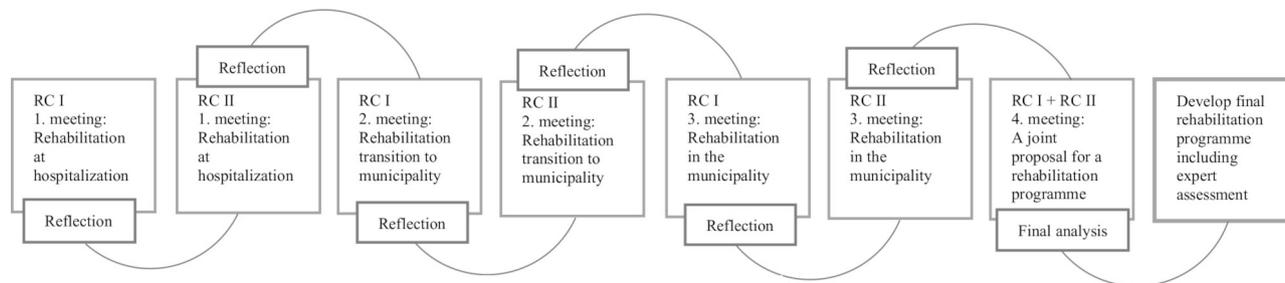 RC I
1. meeting:
Rehabilitation
at
hospitalization
Reflection
Reflection
RC II
1. meeting:
Rehabilitation
at
hospitalization
RC I
2. meeting:
Rehabilitation
transition to
municipality
Reflection
Reflection
RC II
2. meeting:
Rehabilitation
transition to
municipality
RC I
3. meeting:
Rehabilitation
in the
municipality
Reflection
Reflection
RC II
3. meeting:
Rehabilitation
in the
municipality
RC I + RC II
4. meeting:
A joint
proposal for a
rehabilitation
programme
Final analysis
Develop final
rehabilitation
programme
including
expert
assessment